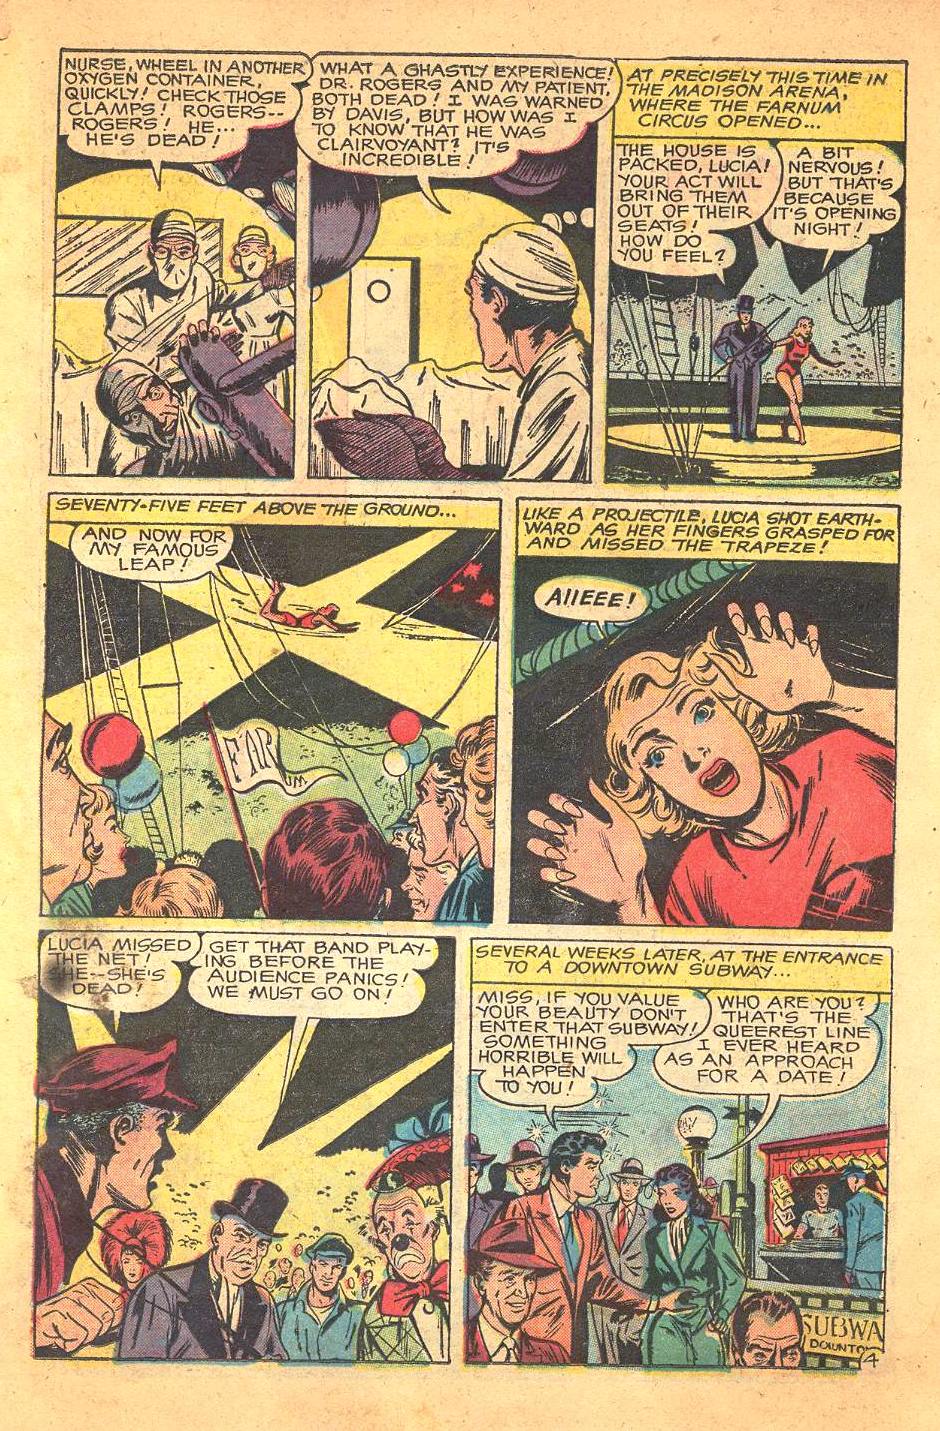 NURSE, WHEEL IN ANOTHER
OXYGEN CONTAINER,
QUICKLY! CHECK THOSE
CLAMPS! ROGERS--
ROGERS! HE...
HE'S DEAD!
WHAT A GHASTLY EXPERIENCE!
DR. ROGERS AND MY PATIENT,
BOTH DEAD! I WAS WARNED
BY DAVIS, BUT HOW WAS I
TO KNOW THAT HE WAS
CLAIRVOYANT? IT'S
INCREDIBLE!
AT PRECISELY THIS TIME IN
THE MADISON ARENA,
WHERE THE FARNUM
CIRCUS OPENED...
THE HOUSE IS
PACKED, LUCIA!
YOUR ACT WILL
BRING THEM
OUT OF THEIR
SEATS!
HOW DO
YOU FEEL?
A BIT
NERVOUS!
BUT THAT'S
BECAUSE
IT'S OPENING
NIGHT!
SEVENTY-FIVE FEET ABOVE THE GROUND...
AND NOW FOR
MY FAMOUS
LEAP!
FAR
UM
LIKE A PROJECTILE, LUCIA SHOT EARTH-
WARD AS HER FINGERS GRASPED FOR
AND MISSED THE TRAPEZE!
AIIEEE!
LUCIA MISSED
THE NET!
SHE--SHE'S
DEAD!
GET THAT BAND PLAY-
ING BEFORE THE
AUDIENCE PANICS!
WE MUST GO ON!
SEVERAL WEEKS LATER, AT THE ENTRANCE
TO A DOWNTOWN SUBWAY...
MISS, IF YOU VALUE
YOUR BEAUTY DON'T
ENTER THAT SUBWAY!
SOMETHING
HORRIBLE WILL
HAPPEN
TO YOU!
WHO ARE YOU?
THAT'S THE
QUEEREST LINE
I EVER HEARD
AS AN APPROACH
FOR A DATE!
SUBWA
DOWNTO
4